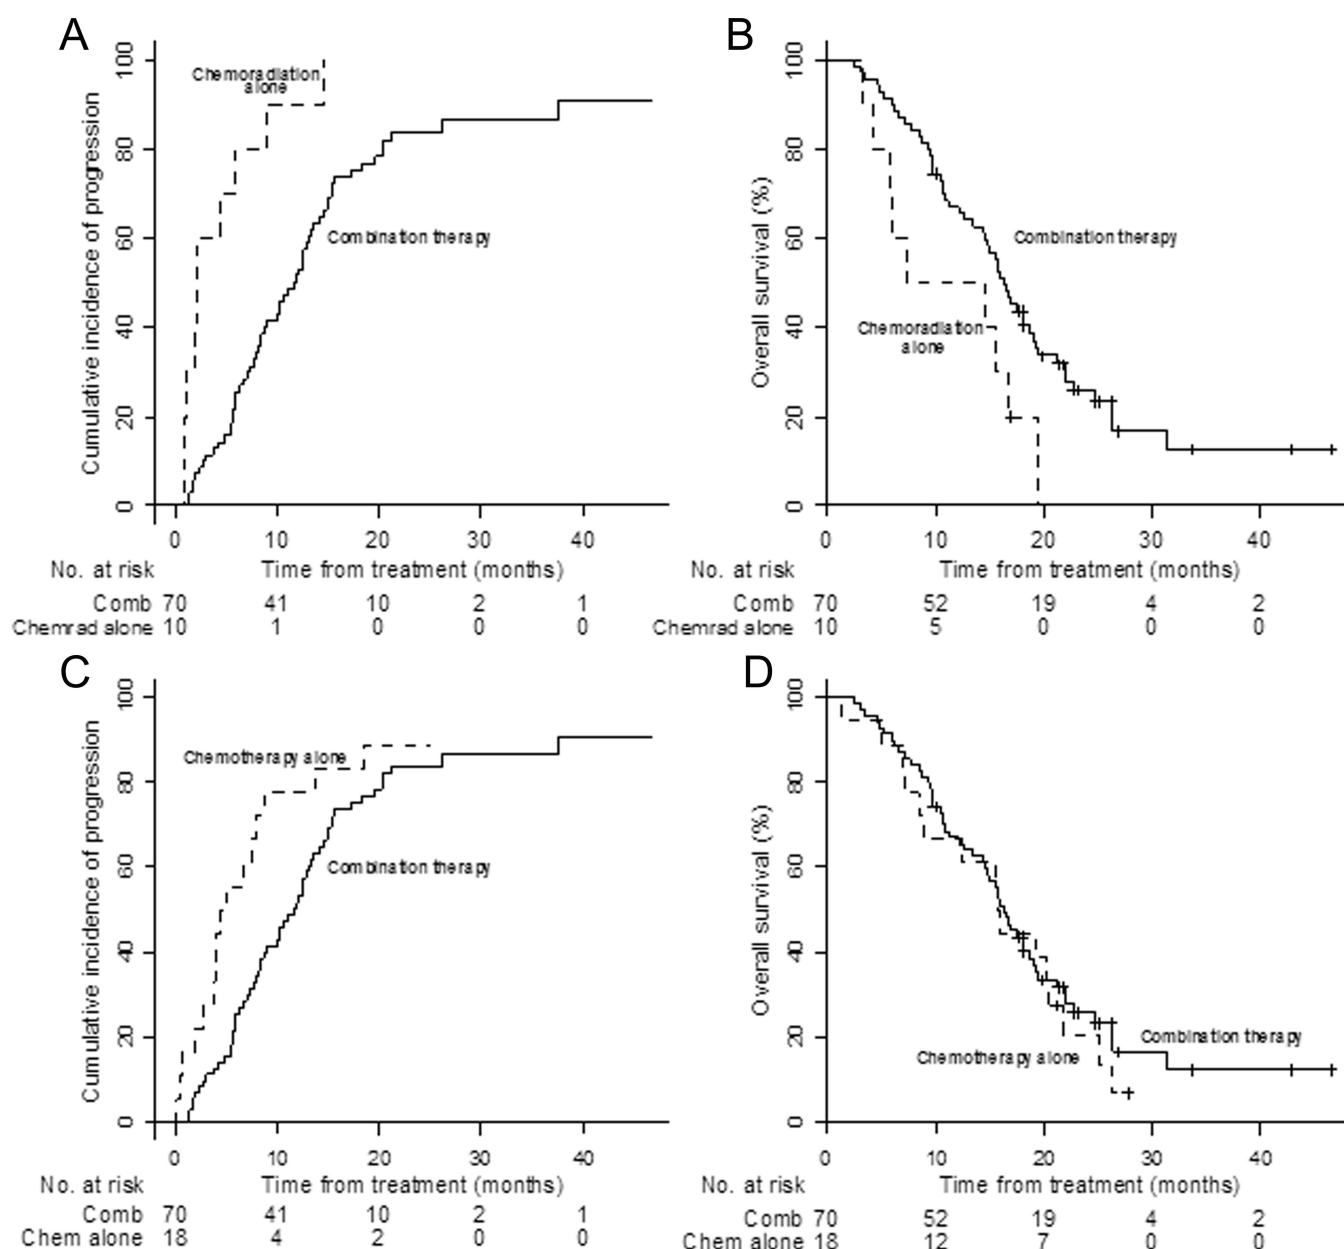 A
Cumulative incidence of progression
100
80
60
40
20
0
Chemoradiation
alone
Combination therapy
0 10 20 30 40
No. at risk Time from treatment (months)
Comb 70 41 10 2 1
Chemrad alone 10 1 0 0 0
B
Overall survival (%)
100
80
60
40
20
0
Combination therapy
Chemoradiation
alone
0 10 20 30 40
No. at risk Time from treatment (months)
Comb 70 52 19 4 2
Chemrad alone 10 5 0 0 0
C
Cumulative incidence of progression
100
80
60
40
20
0
Chemotherapy alone
Combination therapy
0 10 20 30 40
No. at risk Time from treatment (months)
Comb 70 41 10 2 1
Chem alone 18 4 2 0 0
D
Overall survival (%)
100
80
60
40
20
0
Combination therapy
Chemotherapy alone
0 10 20 30 40
No. at risk Time from treatment (months)
Comb 70 52 19 4 2
Chem alone 18 12 7 0 0